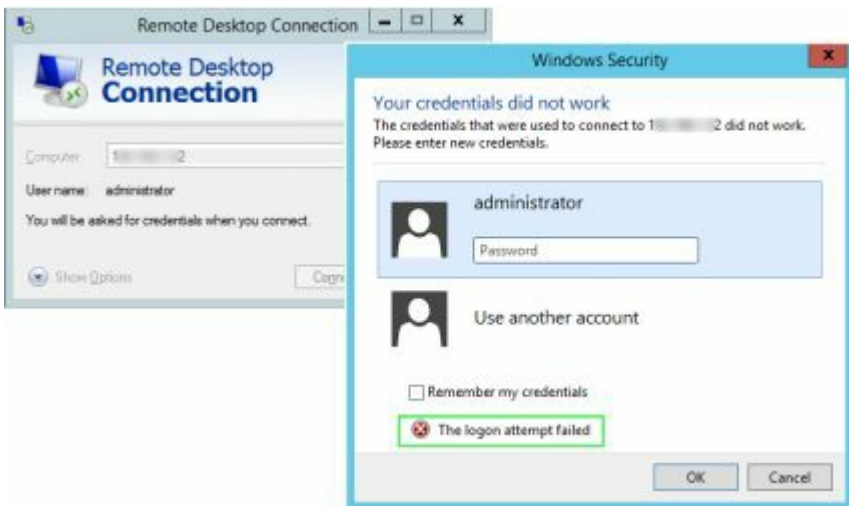 Remote Desktop Connection
Remote Desktop
Connection
Computer:
User name: administrator
You will be asked for credentials when you connect.
Show Options
Windows Security
Your credentials did not work
The credentials that were used to connect to 1 2 did not work.
Please enter new credentials.
administrator
Password
Use another account
Remember my credentials
The logon attempt failed
OK Cancel